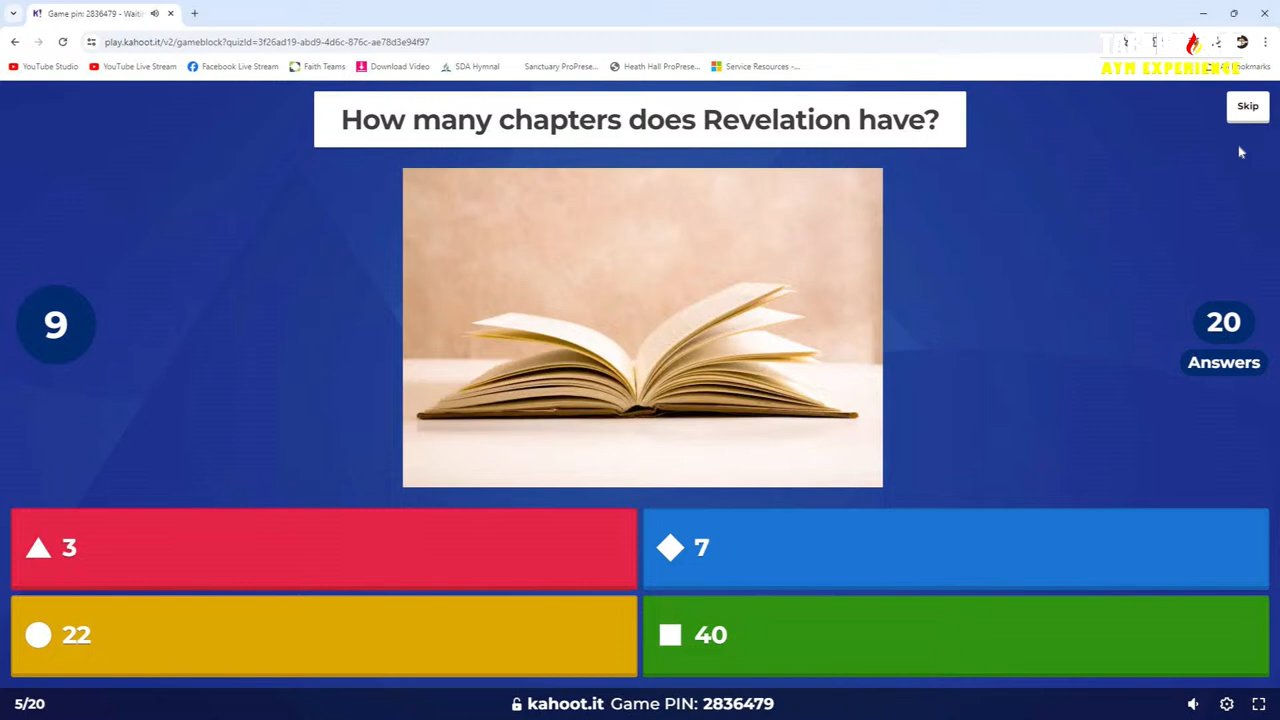 Game pin: 2836479 - Waiti
play.kahoot.it/v2/gameblock?quizId=3f26ad19-abd9-4d6c-876c-ae78d3e94f97
YouTube Studio
YouTube Live Stream
Facebook Live Stream
Faith Teams
Download Video
SDA Hymnal
Sanctuary ProPrese...
Heath Hall ProPrese...
Service Resources -...
Bookmarks
AYM EXPERIENCE
How many chapters does Revelation have?
Skip
9
20
Answers
3
7
22
40
5/20
kahoot.it Game PIN: 2836479